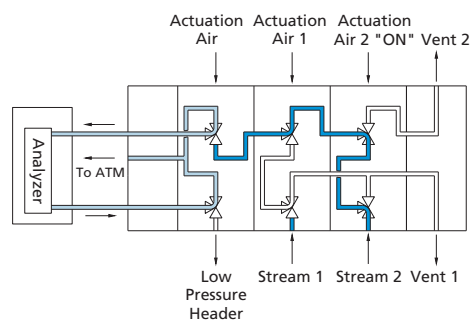 Actuation Air
Actuation Air 1
Actuation Air 2 "ON"
Vent 2
Analyzer
To ATM
Low Pressure Header
Stream 1
Stream 2
Vent 1